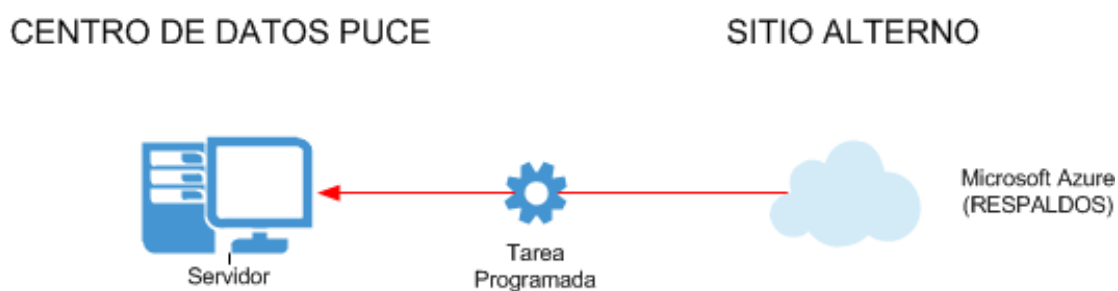 CENTRO DE DATOS PUCE
SITIO ALTERNO
Servidor
Tarea
Programada
Microsoft Azure
(RESPALDOS)